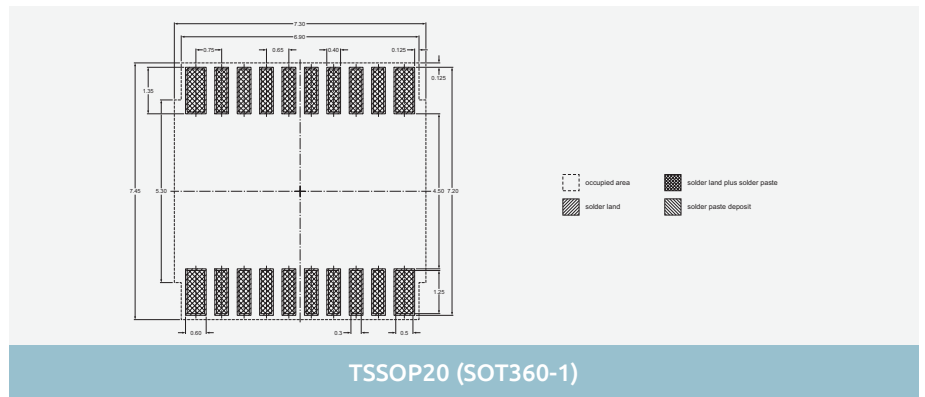 7.30
6.90
0.75 0.65 0.40 0.125
0.125
1.35
7.45 5.30 4.50 7.20
occupied area solder land plus solder paste
solder land solder paste deposit
1.25
0.60 0.3 0.5
TSSOP20 (SOT360-1)